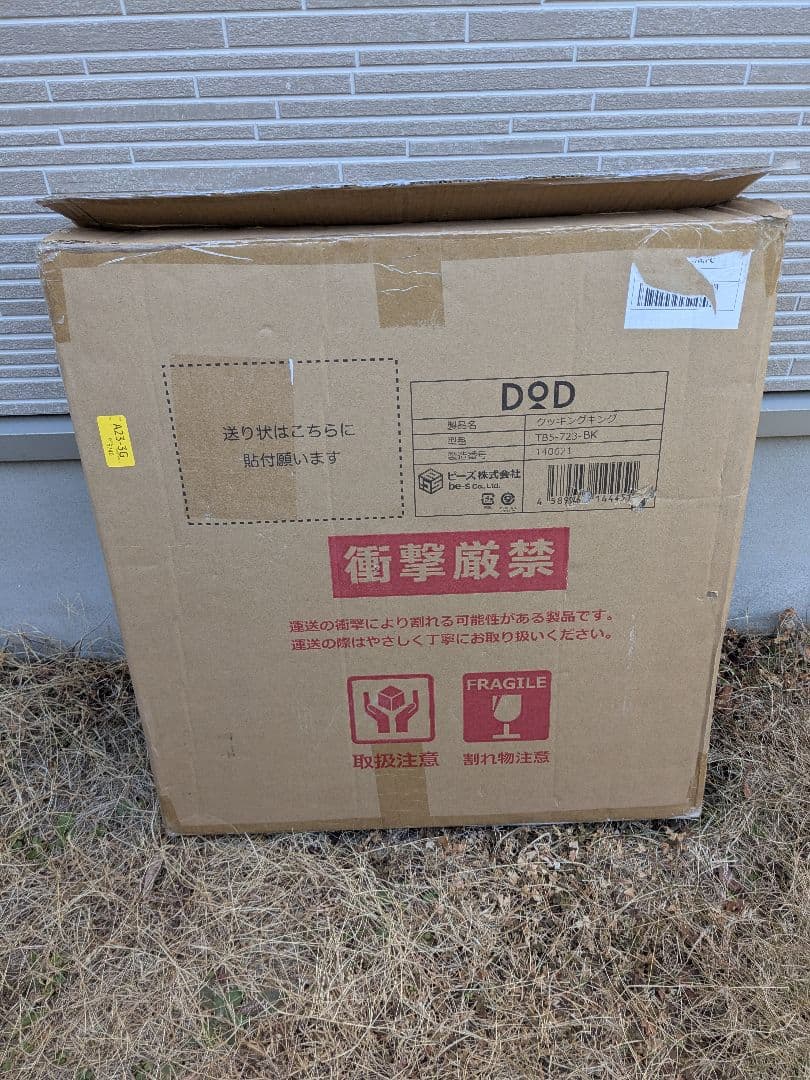 A23-3G
送り状はこちらに
貼付願います
DOD
製品名 クッキングキング
型番 TB5-723-BK
製造番号 140621
ビーズ株式会社
be-s Co., Ltd.
衝撃厳禁
運送の衝撃により割れる可能性がある製品です。
運送の際はやさしく丁寧にお取り扱いください。
FRAGILE
取扱注意 割れ物注意